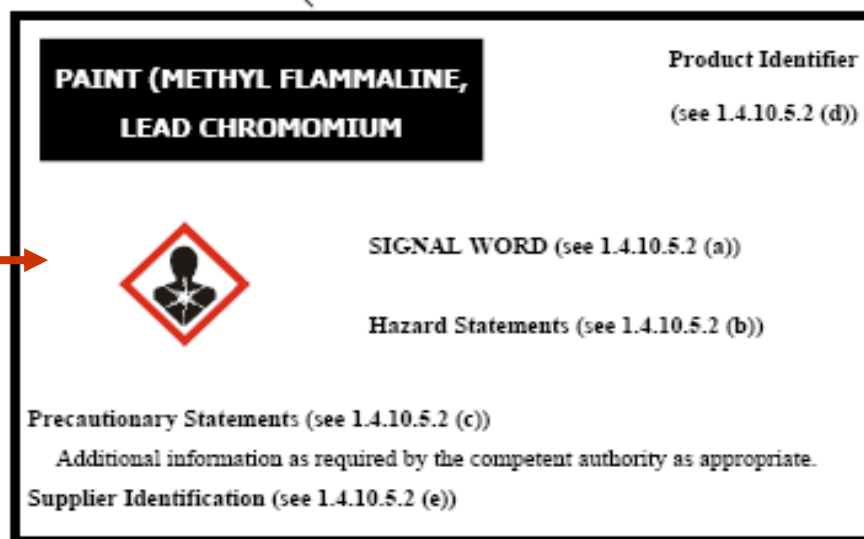 PAINT (METHYL FLAMMALINE,
LEAD CHROMOMIUM
Product Identifier
(see 1.4.10.5.2 (d))
SIGNAL WORD (see 1.4.10.5.2 (a))
Hazard Statements (see 1.4.10.5.2 (b))
Precautionary Statements (see 1.4.10.5.2 (c))
Additional information as required by the competent authority as appropriate.
Supplier Identification (see 1.4.10.5.2 (e))